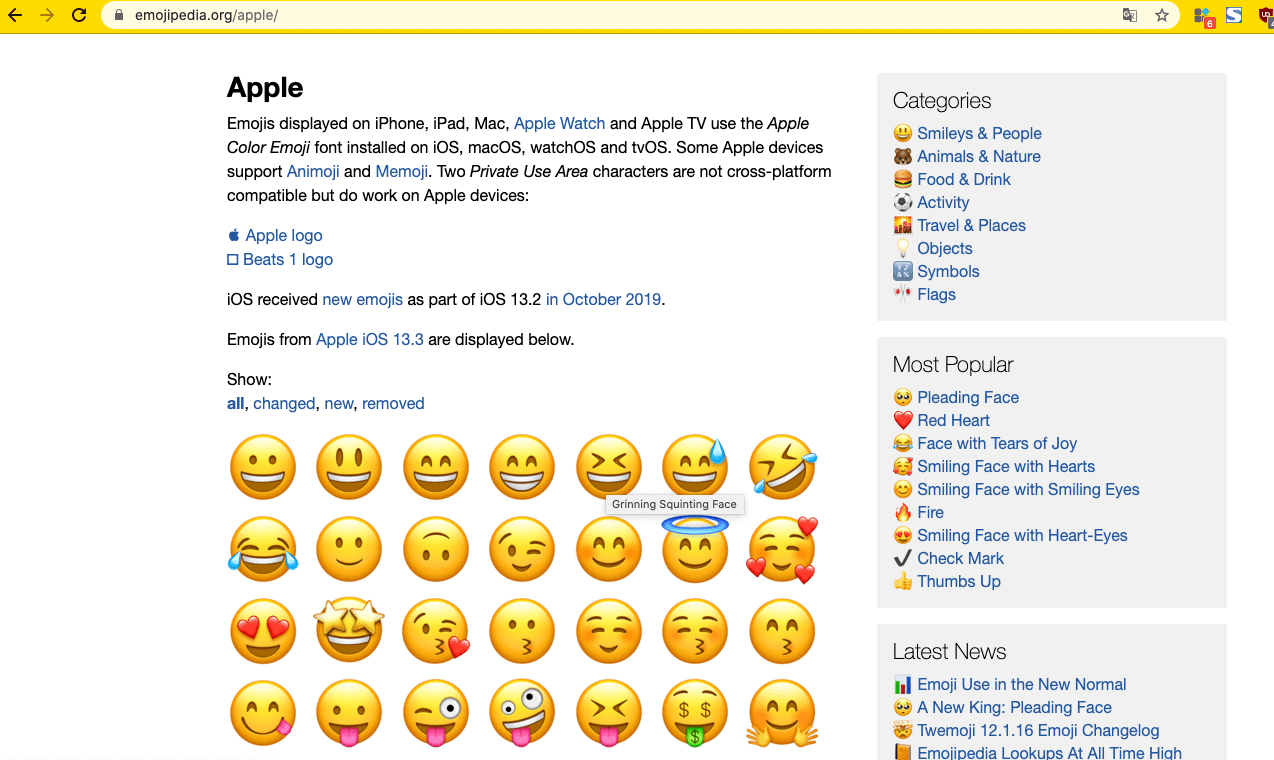 emojipedia.org/apple/
6
Apple
Emojis displayed on iPhone, iPad, Mac, Apple Watch and Apple TV use the Apple
Color Emoji font installed on iOS, macOS, watchOS and tvOS. Some Apple devices
support Animoji and Memoji. Two Private Use Area characters are not cross-platform
compatible but do work on Apple devices:
Apple logo
Beats 1 logo
iOS received new emojis as part of iOS 13.2 in October 2019.
Emojis from Apple iOS 13.3 are displayed below.
Show:
all, changed, new, removed
Grinning Squinting Face
Categories
Smileys & People
Animals & Nature
Food & Drink
Activity
Travel & Places
Objects
Symbols
Flags
Most Popular
Pleading Face
Red Heart
Face with Tears of Joy
Smiling Face with Hearts
Smiling Face with Smiling Eyes
Fire
Smiling Face with Heart-Eyes
Check Mark
Thumbs Up
Latest News
Emoji Use in the New Normal
A New King: Pleading Face
Twemoji 12.1.16 Emoji Changelog
Emojipedia Lookups At All Time High